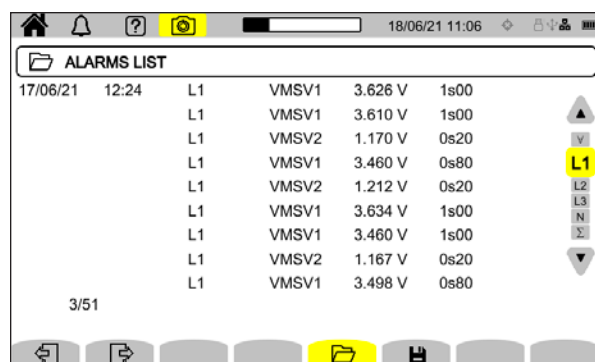 ?
18/06/21 11:06
ALARMS LIST
17/06/21 12:24 L1 VMSV1 3.626 V 1s00
L1 VMSV1 3.610 V 1s00
L1 VMSV2 1.170 V 0s20
L1 VMSV1 3.460 V 0s80
L1 VMSV2 1.212 V 0s20
L1 VMSV1 3.634 V 1s00
L1 VMSV1 3.460 V 1s00
L1 VMSV2 1.167 V 0s20
L1 VMSV1 3.498 V 0s80
3/51
L1
L2
L3
N
Σ